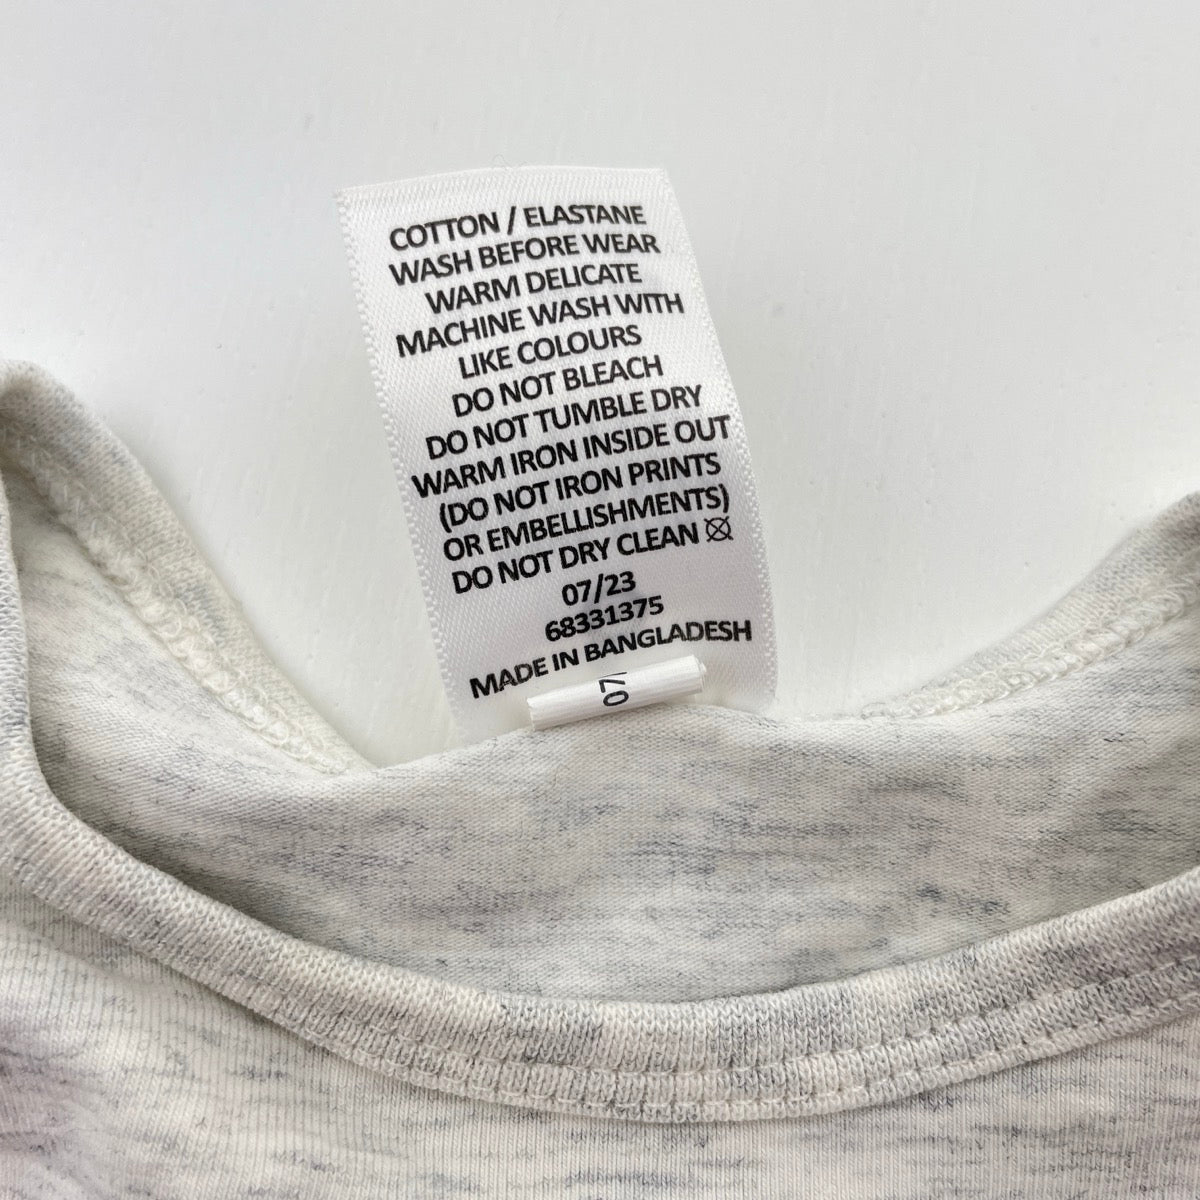 COTTON / ELASTANE
WASH BEFORE WEAR
WARM DELICATE
MACHINE WASH WITH
LIKE COLOURS
DO NOT BLEACH
DO NOT TUMBLE DRY
WARM IRON INSIDE OUT
(DO NOT IRON PRINTS
OR EMBELLISHMENTS)
DO NOT DRY CLEAN
07/23
68331375
MADE IN BANGLADESH
07/